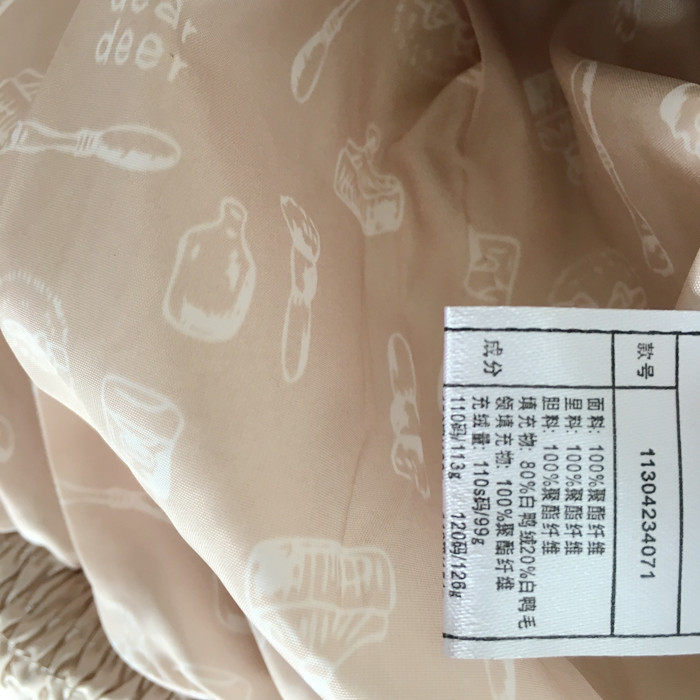 dear
deer
款号 11304234071
成分
面料: 100%聚酯纤维
里料: 100%聚酯纤维
胆料: 100%聚酯纤维
填充物: 80%白鸭绒20%白鸭毛
领填充物: 100%聚酯纤维
充绒量: 110s码/99g
110码/113g 120码/126g